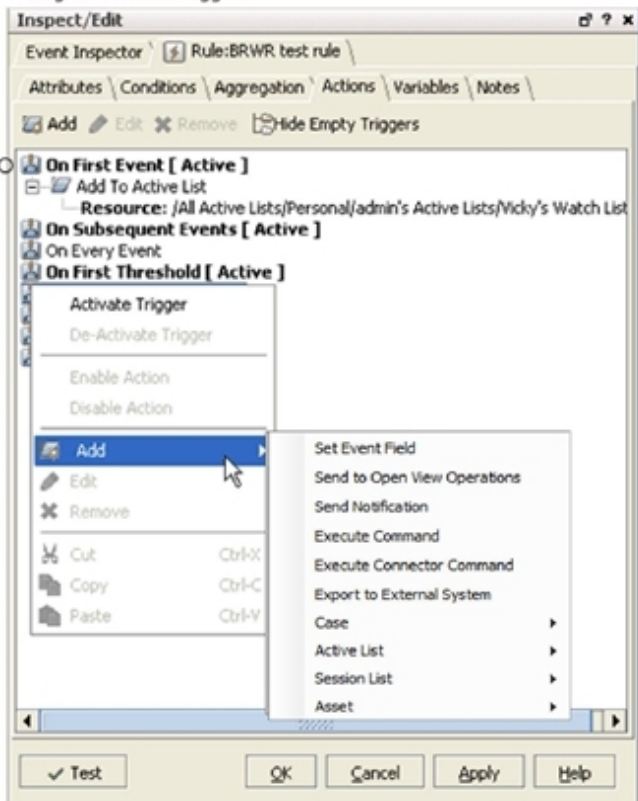 Inspect/Edit
Event Inspector
Rule:BRWR test rule
Attributes
Conditions
Aggregation
Actions
Variables
Notes
Add
Edit
Remove
Hide Empty Triggers
On First Event [ Active ]
Add To Active List
Resource: /All Active Lists/Personal/admin's Active Lists/Vicky's Watch List
On Subsequent Events [ Active ]
On Every Event
On First Threshold [ Active ]
Activate Trigger
De-Activate Trigger
Enable Action
Disable Action
Add
Edit
Remove
Cut Ctrl-X
Copy Ctrl-C
Paste Ctrl-V
Set Event Field
Send to Open View Operations
Send Notification
Execute Command
Execute Connector Command
Export to External System
Case
Active List
Session List
Asset
Test
OK
Cancel
Apply
Help